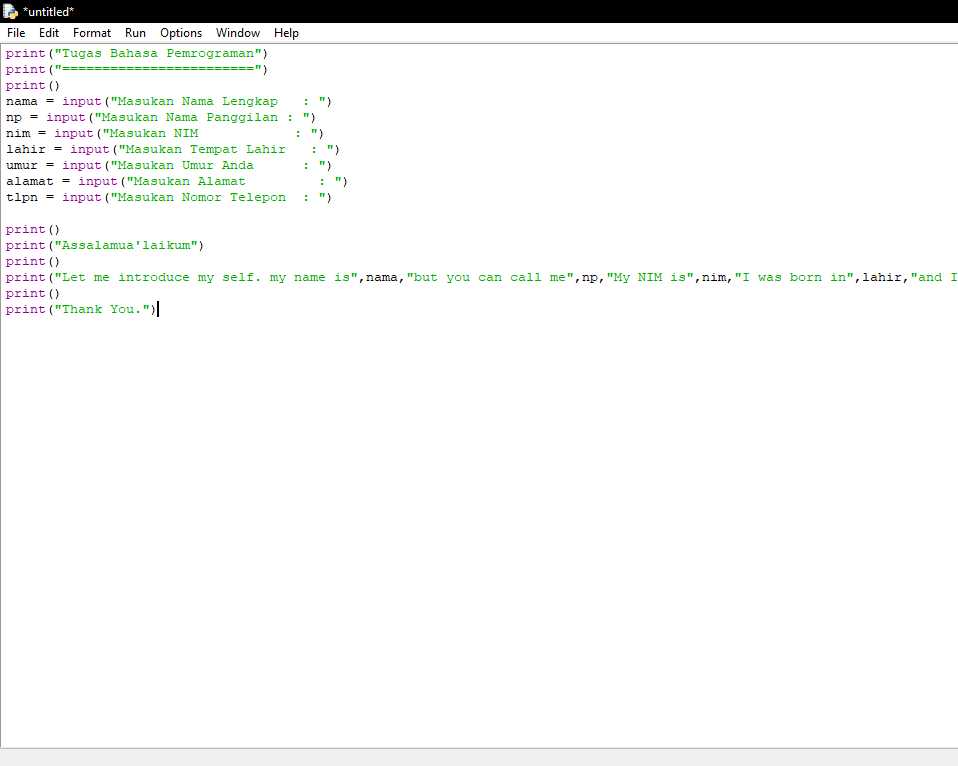 *untitled*
File Edit Format Run Options Window Help
print("Tugas Bahasa Pemrograman")
print("========================")
print()
nama = input("Masukan Nama Lengkap   : ")
np = input("Masukan Nama Panggilan : ")
nim = input("Masukan NIM            : ")
lahir = input("Masukan Tempat Lahir   : ")
umur = input("Masukan Umur Anda      : ")
alamat = input("Masukan Alamat         : ")
tlpn = input("Masukan Nomor Telepon  : ")

print()
print("Assalamua'laikum")
print()
print("Let me introduce my self. my name is",nama,"but you can call me",np,"My NIM is",nim,"I was born in",lahir,"and I
print()
print("Thank You.")